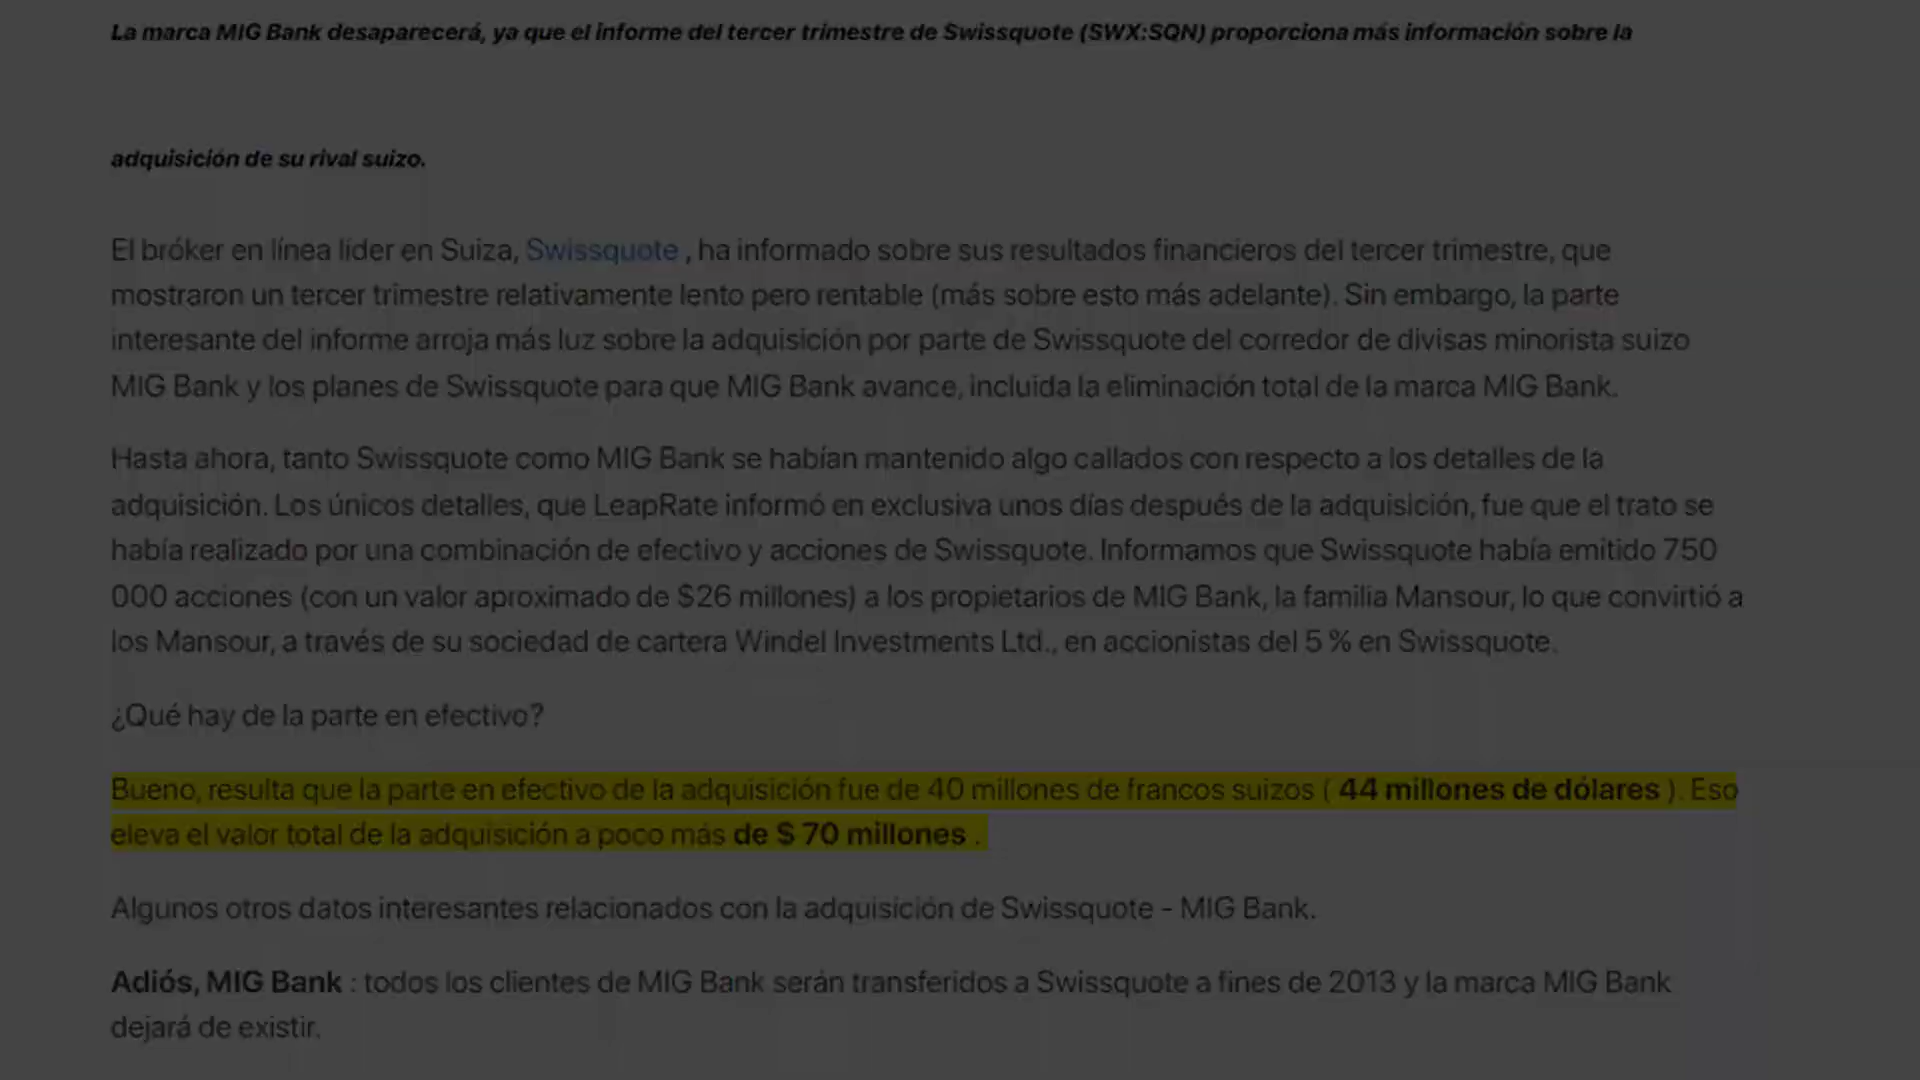 La marca MIG Bank desaparecerá, ya que el informe del tercer trimestre de Swissquote (SWX:SQN) proporciona más información sobre la
adquisición de su rival suizo.
El bróker en línea líder en Suiza, Swissquote , ha informado sobre sus resultados financieros del tercer trimestre, que
mostraron un tercer trimestre relativamente lento pero rentable (más sobre esto más adelante). Sin embargo, la parte
interesante del informe arroja más luz sobre la adquisición por parte de Swissquote del corredor de divisas minorista suizo
MIG Bank y los planes de Swissquote para que MIG Bank avance, incluida la eliminación total de la marca MIG Bank.
Hasta ahora, tanto Swissquote como MIG Bank se habían mantenido algo callados con respecto a los detalles de la
adquisición. Los únicos detalles, que LeapRate informó en exclusiva unos días después de la adquisición, fue que el trato se
había realizado por una combinación de efectivo y acciones de Swissquote. Informamos que Swissquote había emitido 750
000 acciones (con un valor aproximado de $26 millones) a los propietarios de MIG Bank, la familia Mansour, lo que convirtió a
los Mansour, a través de su sociedad de cartera Windel Investments Ltd., en accionistas del 5 % en Swissquote.
¿Qué hay de la parte en efectivo?
Bueno, resulta que la parte en efectivo de la adquisición fue de 40 millones de francos suizos ( 44 millones de dólares ). Eso
eleva el valor total de la adquisición a poco más de $ 70 millones .
Algunos otros datos interesantes relacionados con la adquisición de Swissquote - MIG Bank.
Adiós, MIG Bank : todos los clientes de MIG Bank serán transferidos a Swissquote a fines de 2013 y la marca MIG Bank
dejará de existir.